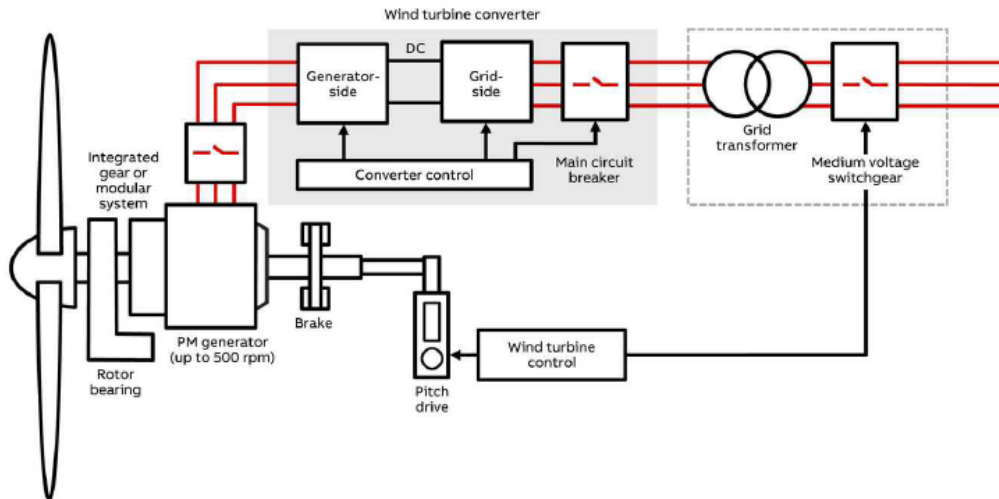 Wind turbine converter
DC
Generator-
side
Grid-
side
Converter control
Main circuit
breaker
Grid
transformer
Medium voltage
switchgear
Integrated
gear or
modular
system
PM generator
(up to 500 rpm)
Rotor
bearing
Brake
Pitch
drive
Wind turbine
control